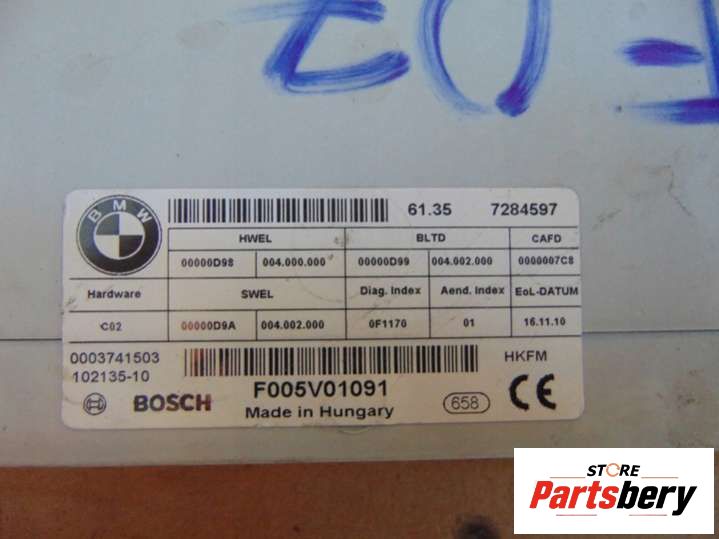 F-02
BMW
61.35 7284597
HWEL BLTD CAFD
00000D98 004.000.000 00000D99 004.002.000 0000007C8
Hardware SWEL Diag. Index Aend. Index EoL-DATUM
C02 00000D9A 004.002.000 0F1170 01 16.11.10
0003741503 HKFM
102135-10
BOSCH F005V01091 658 CE
Made in Hungary
STORE
Partsbery